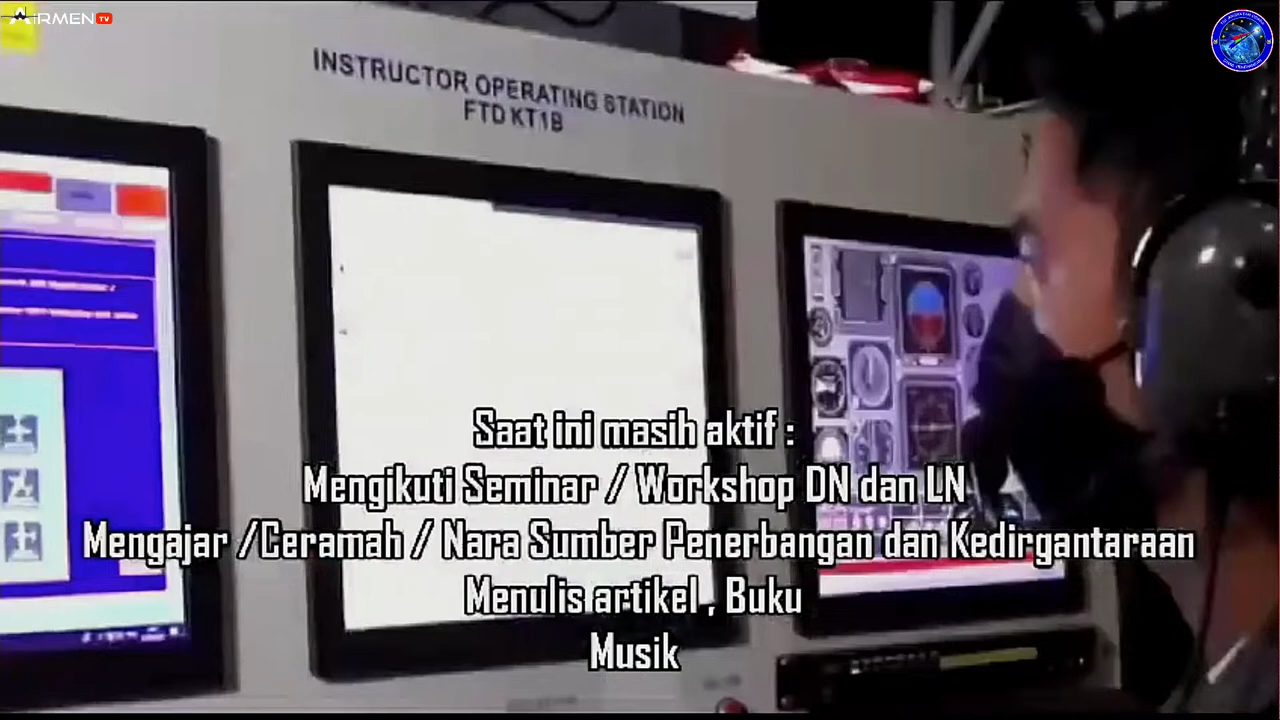 AIRMEN TV
INSTRUCTOR OPERATING STATION
FTD KT1B
Saat ini masih aktif :
Mengikuti Seminar / Workshop DN dan LN
Mengajar /Ceramah / Nara Sumber Penerbangan dan Kedirgantaraan
Menulis artikel , Buku
Musik